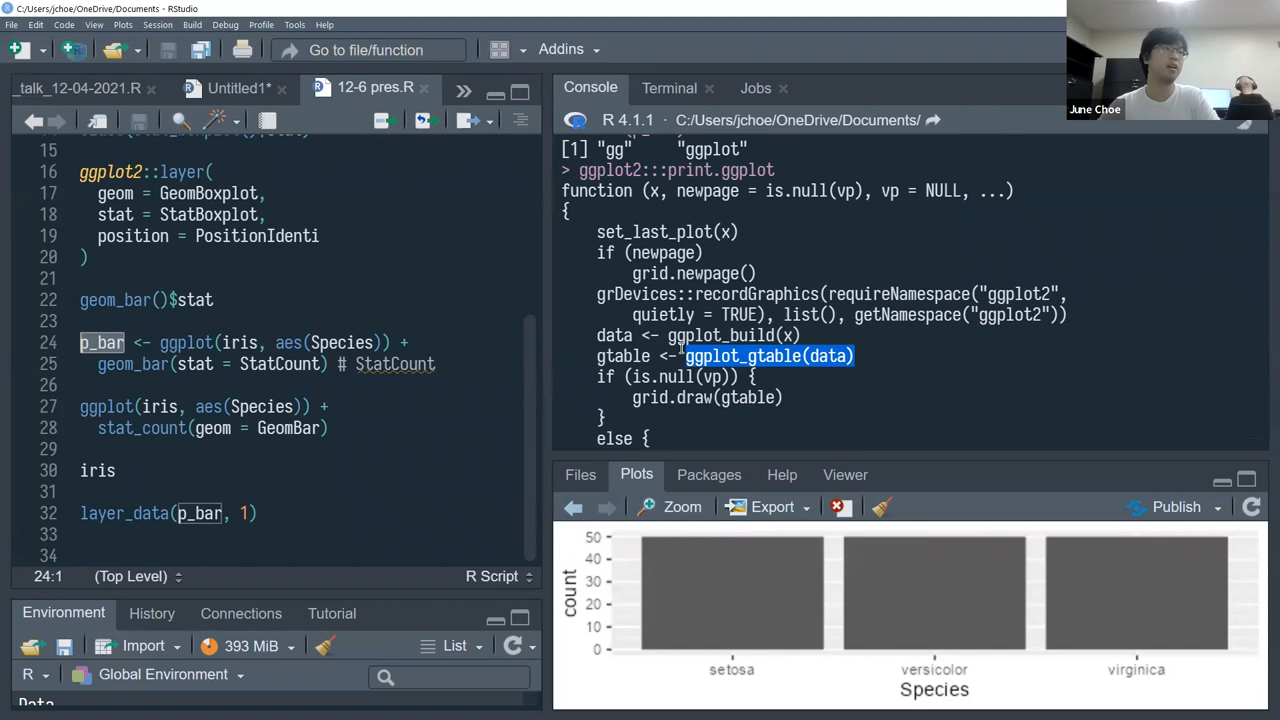 C:/Users/jchoe/OneDrive/Documents - RStudio
File Edit Code View Plots Session Build Debug Profile Tools Help
Go to file/function
Addins
June Choe
_talk_12-04-2021.R
Untitled1*
12-6 pres.R
15
16 ggplot2::layer(
17 geom = GeomBoxplot,
18 stat = StatBoxplot,
19 position = PositionIdenti
20 )
21
22 geom_bar()$stat
23
24 p_bar <- ggplot(iris, aes(Species)) +
25 geom_bar(stat = StatCount) # StatCount
26
27 ggplot(iris, aes(Species)) +
28 stat_count(geom = GeomBar)
29
30 iris
31
32 layer_data(p_bar, 1)
33
34
24:1 (Top Level) R Script
Environment History Connections Tutorial
Import 393 MiB List
R Global Environment
Data
Console Terminal Jobs
R 4.1.1 · C:/Users/jchoe/OneDrive/Documents/
[1] "gg" "ggplot"
> ggplot2:::print.ggplot
function (x, newpage = is.null(vp), vp = NULL, ...)
{
set_last_plot(x)
if (newpage)
grid.newpage()
grDevices::recordGraphics(requireNamespace("ggplot2",
quietly = TRUE), list(), getNamespace("ggplot2"))
data <- ggplot_build(x)
gtable <- ggplot_gtable(data)
if (is.null(vp)) {
grid.draw(gtable)
}
else {
Files Plots Packages Help Viewer
Zoom Export Publish
50
40
30
20
10
0
count
setosa versicolor virginica
Species